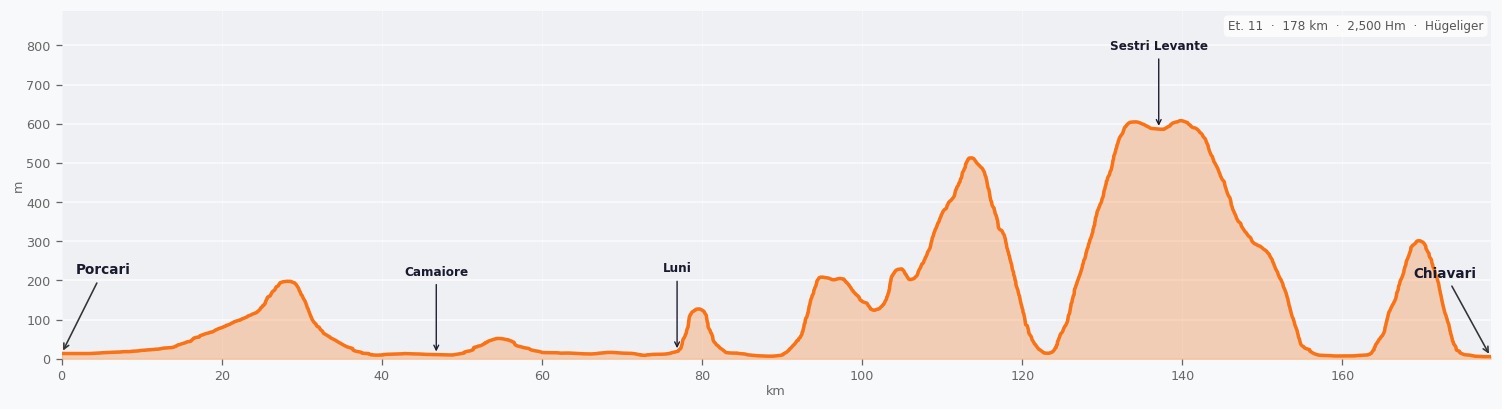 Et. 11 · 178 km · 2,500 Hm · Hügeliger
Sestri Levante
Porcari
Camaiore
Luni
Chiavari
800
700
600
500
400
300
200
100
0
m
0 20 40 60 80 100 120 140 160
km